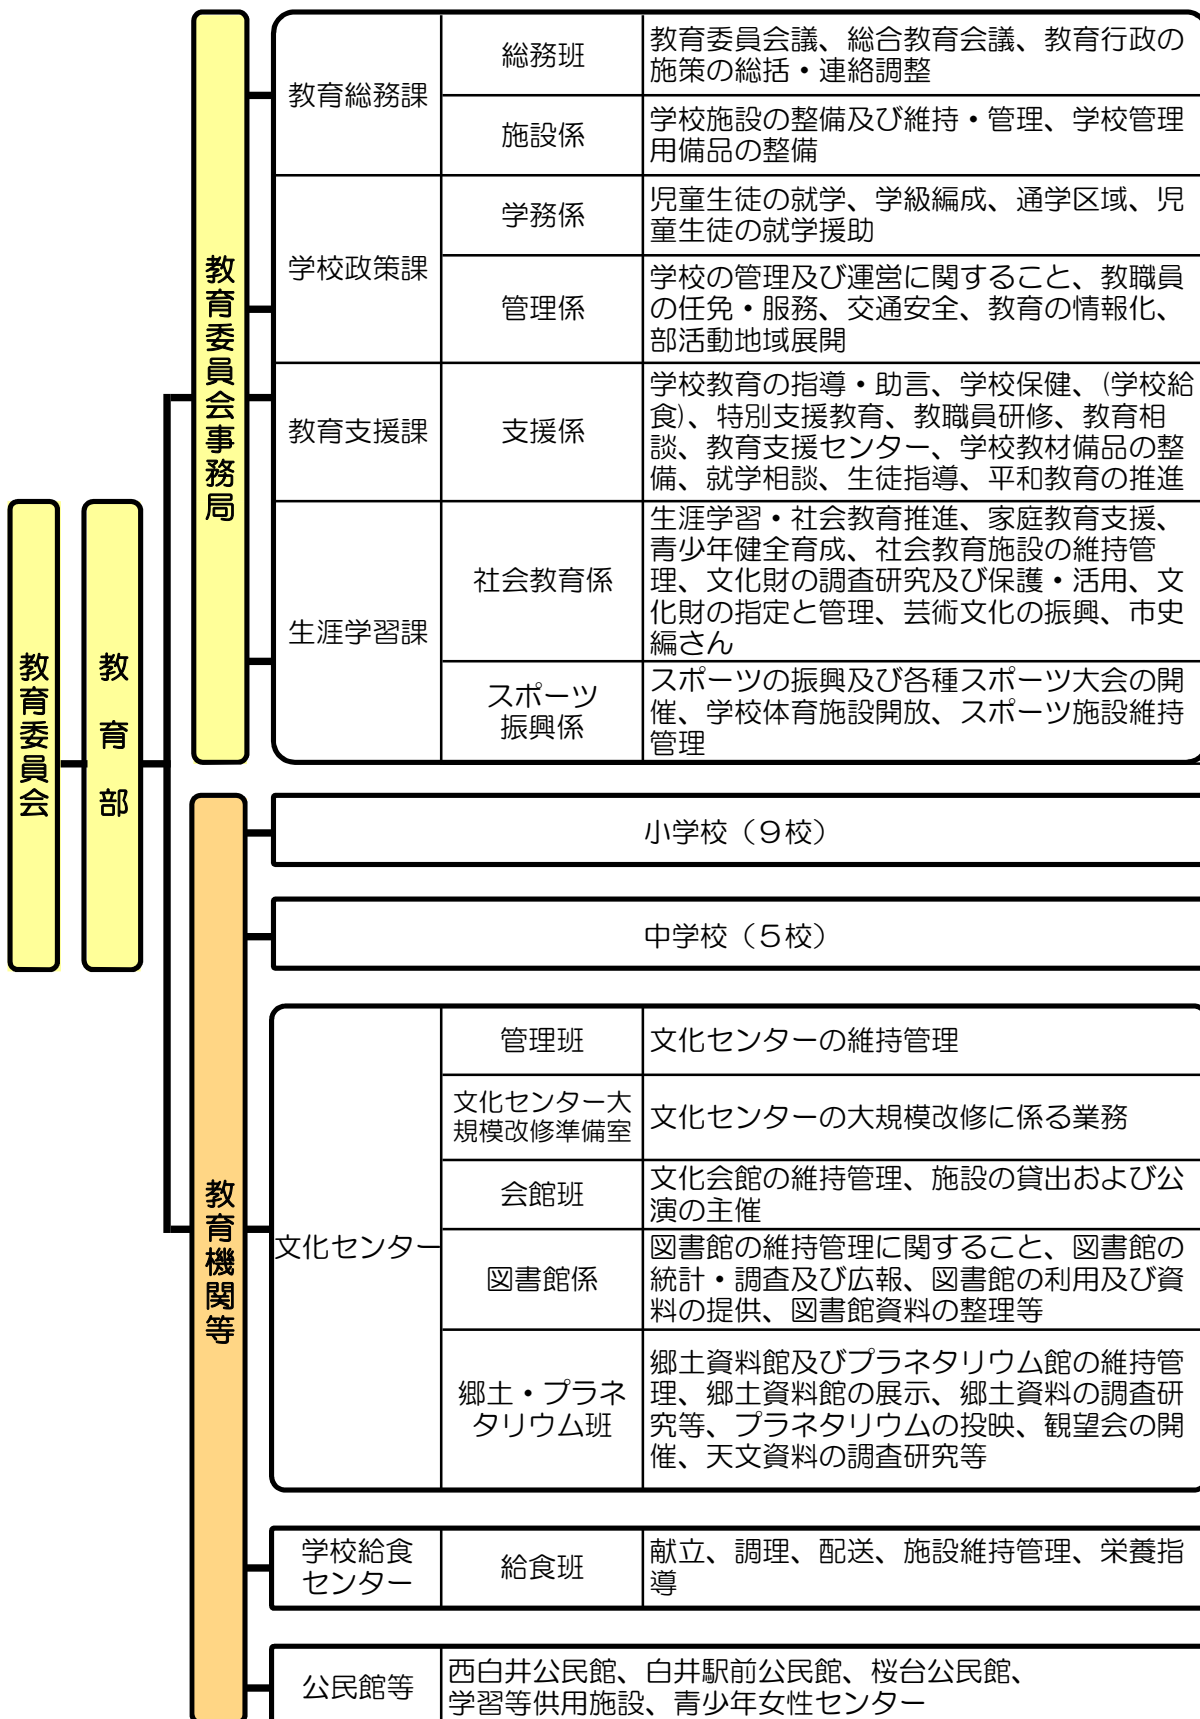 教育委員会
教育部
教育委員会事務局
教育総務課
総務班
教育委員会議、総合教育会議、教育行政の
施策の総括・連絡調整
施設係
学校施設の整備及び維持・管理、学校管理
用備品の整備
学校政策課
学務係
児童生徒の就学、学級編成、通学区域、児
童生徒の就学援助
管理係
学校の管理及び運営に関すること、教職員
の任免・服務、交通安全、教育の情報化、
部活動地域展開
教育支援課
支援係
学校教育の指導・助言、学校保健、(学校給
食)、特別支援教育、教職員研修、教育相
談、教育支援センター、学校教材備品の整
備、就学相談、生徒指導、平和教育の推進
生涯学習課
社会教育係
生涯学習・社会教育推進、家庭教育支援、
青少年健全育成、社会教育施設の維持管
理、文化財の調査研究及び保護・活用、文
化財の指定と管理、芸術文化の振興、市史
編さん
スポーツ
振興係
スポーツの振興及び各種スポーツ大会の開
催、学校体育施設開放、スポーツ施設維持
管理
教育機関等
小学校（９校）
中学校（５校）
文化センター
管理班
文化センターの維持管理
文化センター大
規模改修準備室
文化センターの大規模改修に係る業務
会館班
文化会館の維持管理、施設の貸出および公
演の主催
図書館係
図書館の維持管理に関すること、図書館の
統計・調査及び広報、図書館の利用及び資
料の提供、図書館資料の整理等
郷土・プラネ
タリウム班
郷土資料館及びプラネタリウム館の維持管
理、郷土資料館の展示、郷土資料の調査研
究等、プラネタリウムの投映、観望会の開
催、天文資料の調査研究等
学校給食
センター
給食班
献立、調理、配送、施設維持管理、栄養指
導
公民館等
西白井公民館、白井駅前公民館、桜台公民館、
学習等供用施設、青少年女性センター